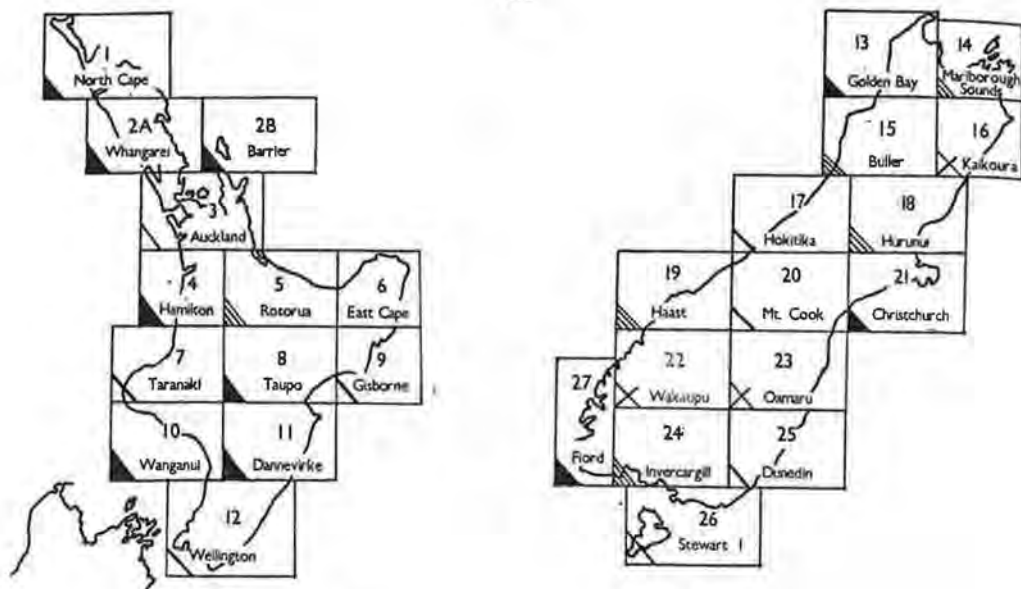 1
North Cape
2A
Whangarei
2B
Barrier
3
Auckland
4
Hamilton
5
Rotorua
6
East Cape
7
Taranaki
8
Taupo
9
Gisborne
10
Wanganui
11
Dannevirke
12
Wellington
13
Golden Bay
14
Marlborough
Sounds
15
Buller
16
Kaikoura
17
Hokitika
18
Hurunui
19
Haast
20
Mt. Cook
21
Christchurch
22
Wakatipu
23
Oamaru
27
Fiord
24
Invercargill
25
Dunedin
26
Stewart I